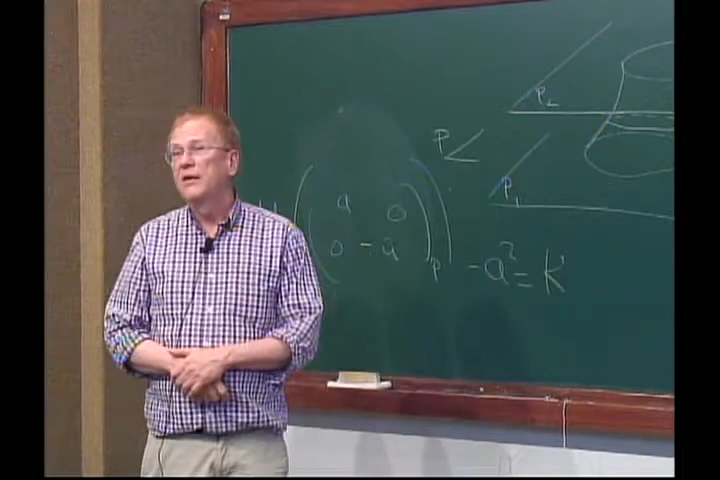 P₂
P
P₁
a 0
0 -a
P
-a² = K